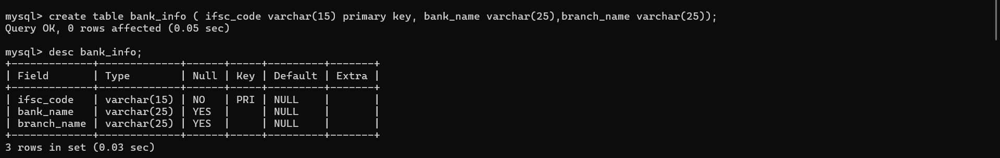 mysql> create table bank_info ( ifsc_code varchar(15) primary key, bank_name varchar(25),branch_name varchar(25));
Query OK, 0 rows affected (0.05 sec)
mysql> desc bank_info;
+-------------+-------------+------+-----+---------+-------+
| Field       | Type        | Null | Key | Default | Extra |
+-------------+-------------+------+-----+---------+-------+
| ifsc_code   | varchar(15) | NO   | PRI | NULL    |       |
| bank_name   | varchar(25) | YES  |     | NULL    |       |
| branch_name | varchar(25) | YES  |     | NULL    |       |
+-------------+-------------+------+-----+---------+-------+
3 rows in set (0.03 sec)